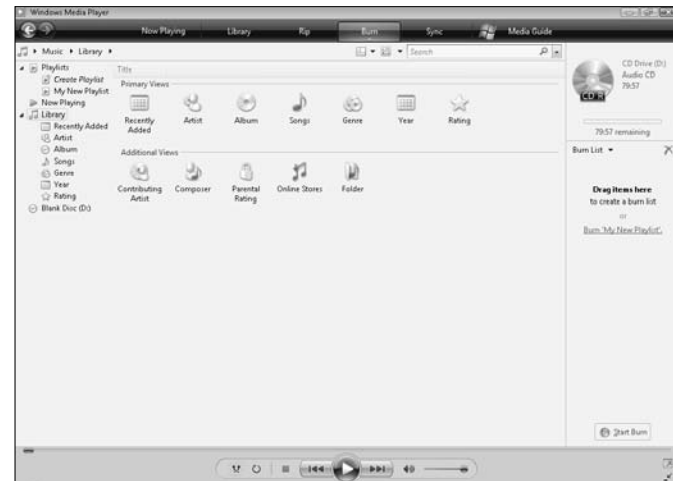 Windows Media Player
Now Playing Library Rip Burn Sync Media Guide
Music Library
Search
Playlists
Create Playlist
My New Playlist
Now Playing
Library
Recently Added
Artist
Album
Songs
Genre
Year
Rating
Blank Disc (D:)
Title
Primary Views
Recently Added
Artist
Album
Songs
Genre
Year
Rating
Additional Views
Contributing Artist
Composer
Parental Rating
Online Stores
Folder
CD-R
CD Drive (D:)
Audio CD
79:57
79:57 remaining
Burn List
Drag items here
to create a burn list
or
Burn 'My New Playlist'.
Start Burn